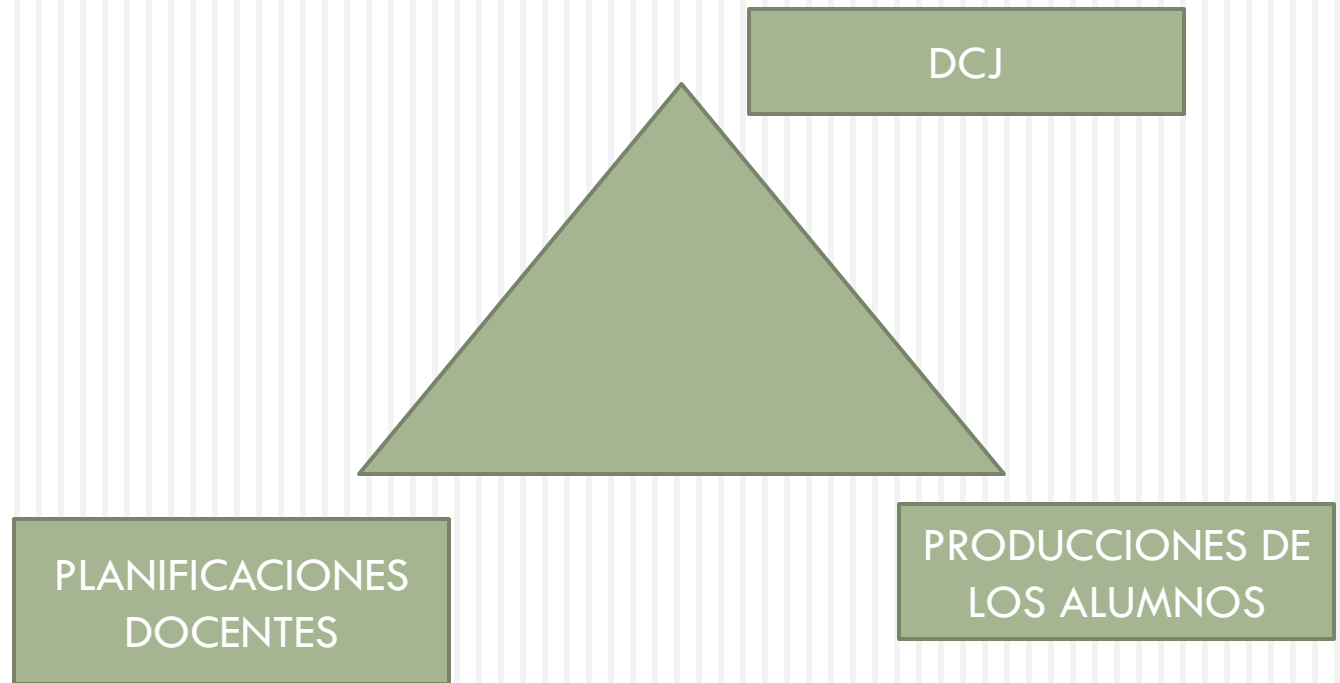 DCJ
PLANIFICACIONES
DOCENTES
PRODUCCIONES DE
LOS ALUMNOS